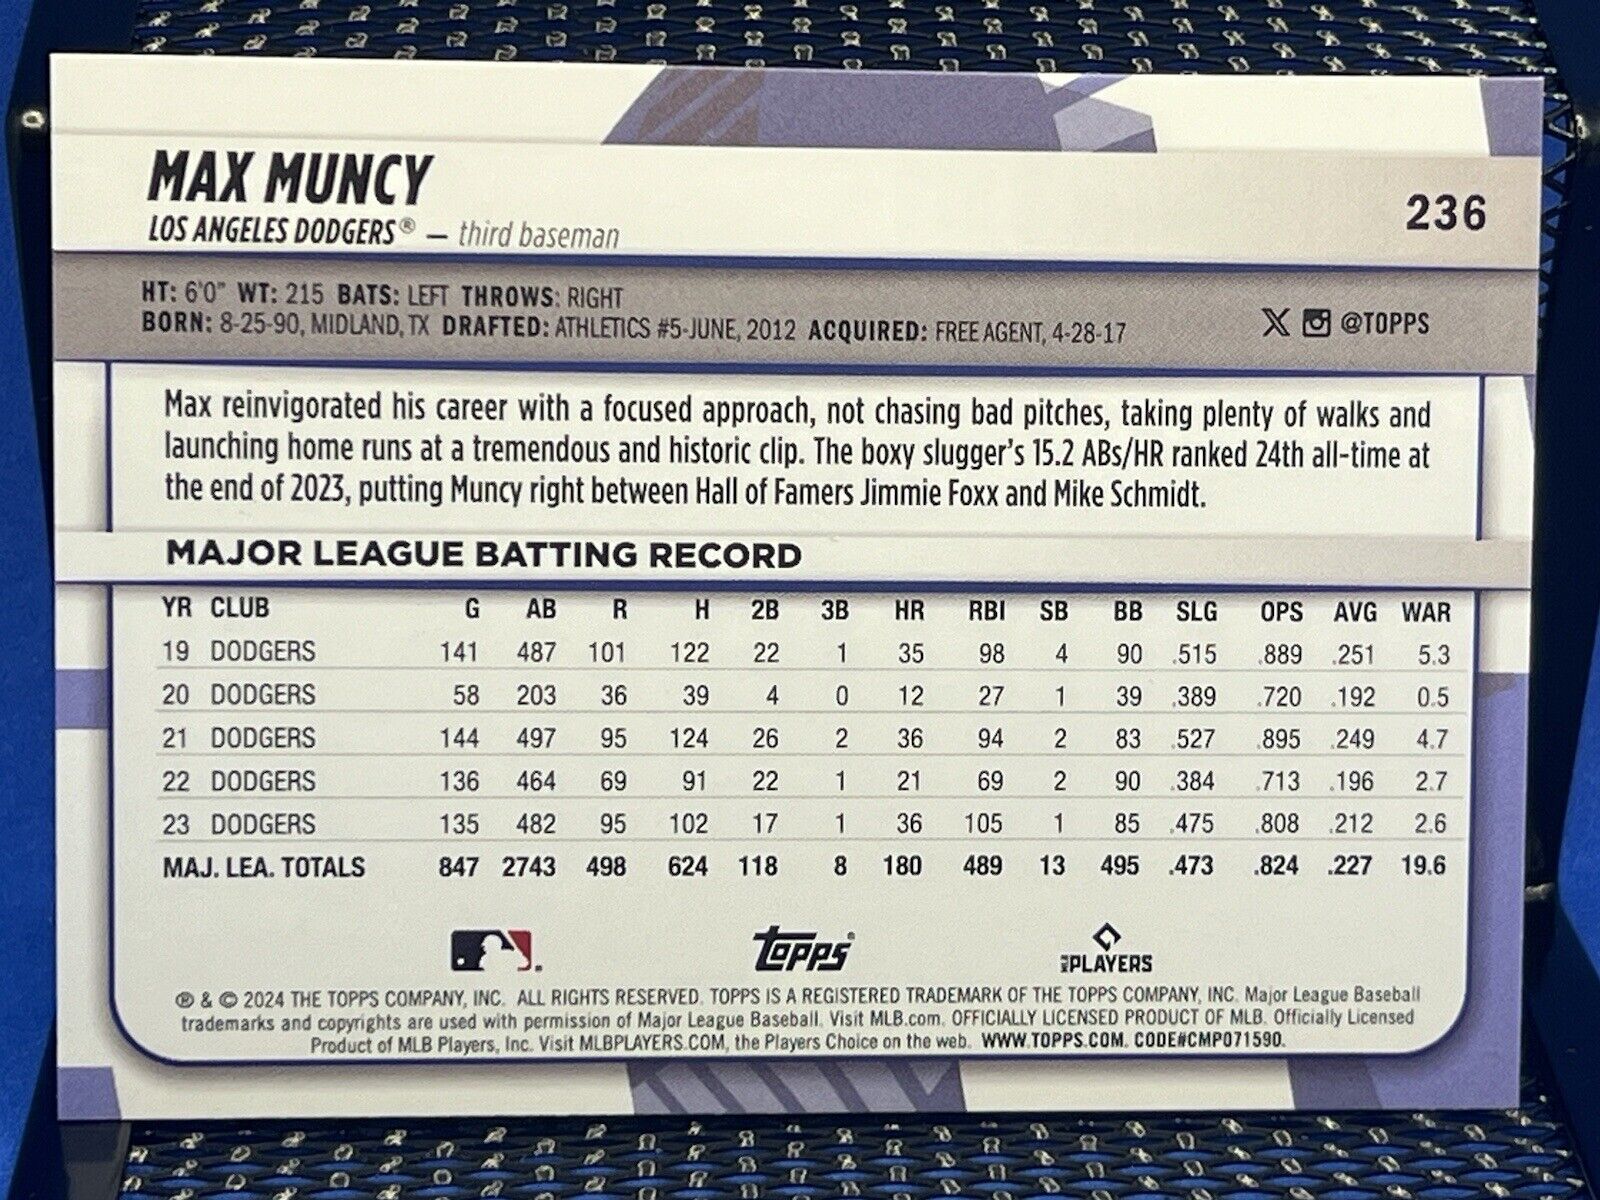 MAX MUNCY
236
LOS ANGELES DODGERS® — third baseman
HT: 6'0" WT: 215 BATS: LEFT THROWS: RIGHT
BORN: 8-25-90, MIDLAND, TX DRAFTED: ATHLETICS #5-JUNE, 2012 ACQUIRED: FREE AGENT, 4-28-17
@TOPPS
Max reinvigorated his career with a focused approach, not chasing bad pitches, taking plenty of walks and
launching home runs at a tremendous and historic clip. The boxy slugger's 15.2 ABs/HR ranked 24th all-time at
the end of 2023, putting Muncy right between Hall of Famers Jimmie Foxx and Mike Schmidt.
MAJOR LEAGUE BATTING RECORD
YR CLUB G AB R H 2B 3B HR RBI SB BB SLG OPS AVG WAR
19 DODGERS 141 487 101 122 22 1 35 98 4 90 .515 .889 .251 5.3
20 DODGERS 58 203 36 39 4 0 12 27 1 39 .389 .720 .192 0.5
21 DODGERS 144 497 95 124 26 2 36 94 2 83 .527 .895 .249 4.7
22 DODGERS 136 464 69 91 22 1 21 69 2 90 .384 .713 .196 2.7
23 DODGERS 135 482 95 102 17 1 36 105 1 85 .475 .808 .212 2.6
MAJ. LEA. TOTALS 847 2743 498 624 118 8 180 489 13 495 .473 .824 .227 19.6
Topps®
MLB PLAYERS
® & © 2024 THE TOPPS COMPANY, INC. ALL RIGHTS RESERVED. TOPPS IS A REGISTERED TRADEMARK OF THE TOPPS COMPANY, INC. Major League Baseball
trademarks and copyrights are used with permission of Major League Baseball. Visit MLB.com. OFFICIALLY LICENSED PRODUCT OF MLB. Officially Licensed
Product of MLB Players, Inc. Visit MLBPLAYERS.COM, the Players Choice on the web. WWW.TOPPS.COM. CODE#CMP071590.